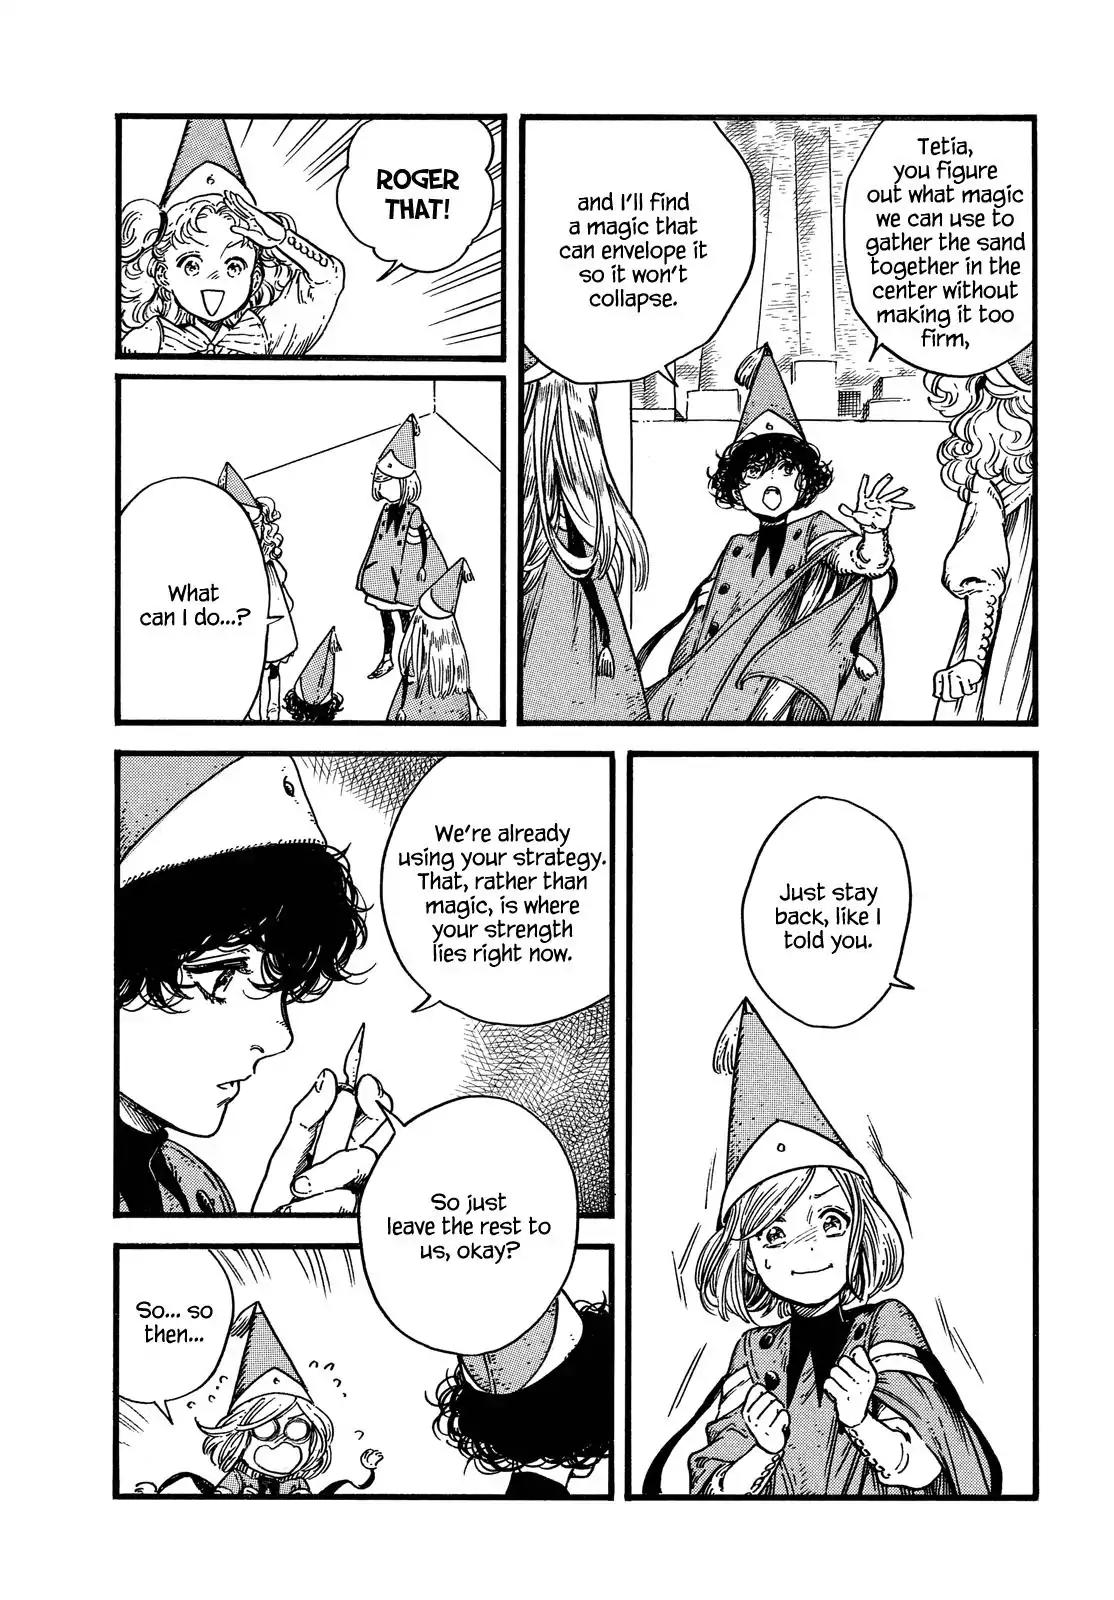 Tetia,
you figure
out what magic
we can use to
gather the sand
together in the
center without
making it too
firm,
and I'll find
a magic that
can envelope it
so it won't
collapse.
ROGER
THAT!
What
can I do...?
Just stay
back, like I
told you.
We're already
using your strategy.
That, rather than
magic, is where
your strength
lies right now.
So just
leave the rest to
us, okay?
So... so
then...